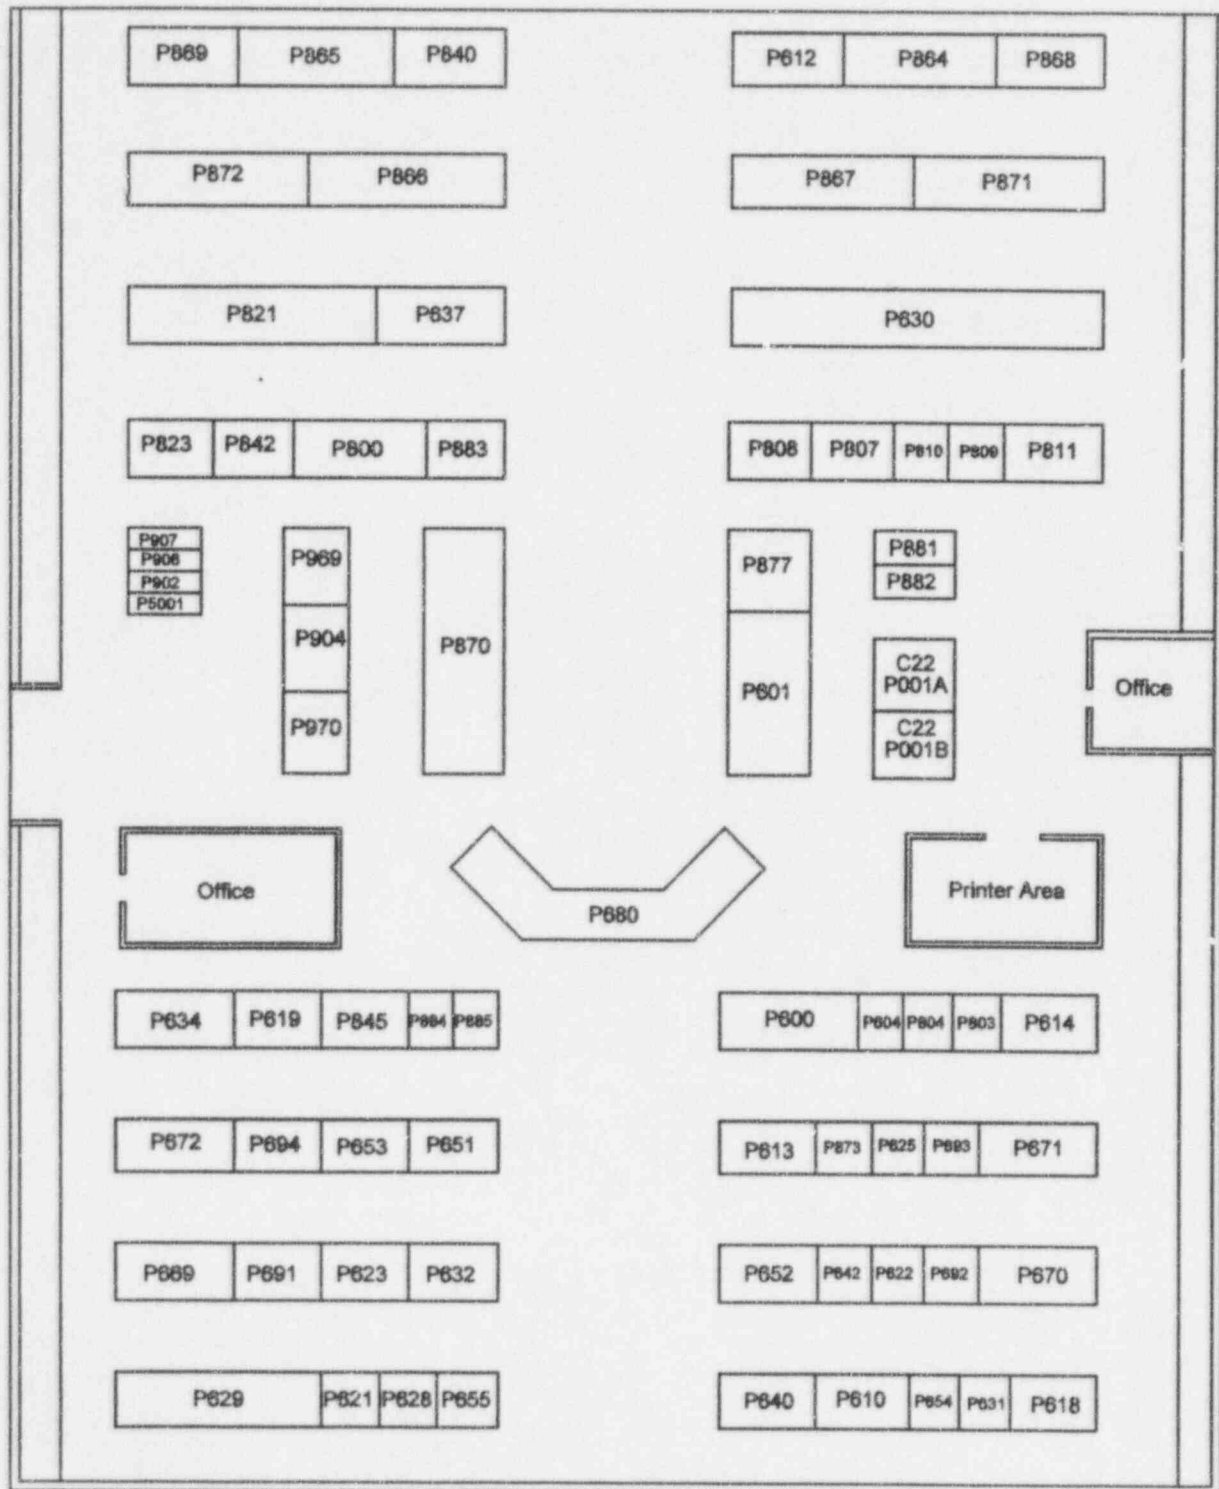 P869 P865 P840 P612 P864 P868
P872 P866 P867 P871
P821 P637 P630
P823 P842 P800 P883 P808 P807 P810 P809 P811
P907
P906
P902
P5001
P969
P904
P970
P870
P877
P601
P881
P882
C22
P001A
C22
P001B
Office
Office
P680
Printer Area
P634 P619 P845 P884 P885 P600 P604 P804 P803 P614
P672 P694 P653 P651 P613 P873 P625 P693 P671
P669 P691 P623 P632 P652 P642 P622 P692 P670
P629 P621 P628 P655 P640 P610 P654 P631 P618